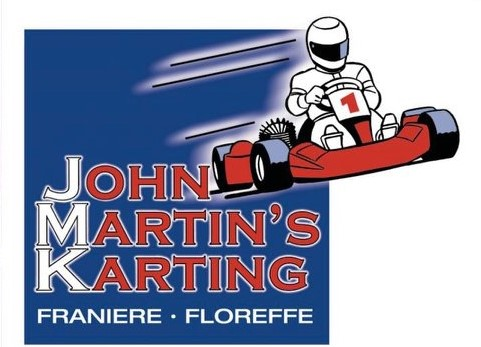 1
JOHN
MARTIN'S
KARTING
FRANIERE · FLOREFFE